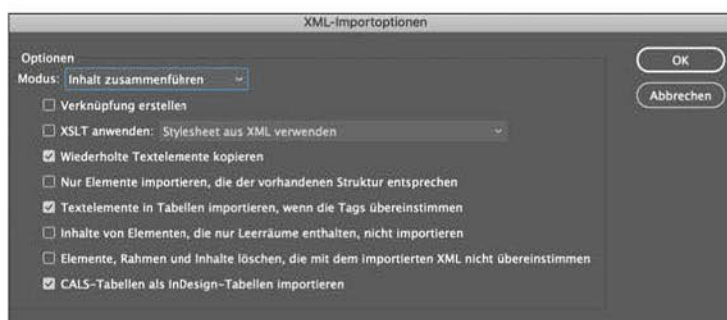 XML-Importoptionen
Optionen
Modus: Inhalt zusammenführen
Verknüpfung erstellen
XSLT anwenden: Stylesheet aus XML verwenden
Wiederholte Textelemente kopieren
Nur Elemente importieren, die der vorhandenen Struktur entsprechen
Textelemente in Tabellen importieren, wenn die Tags übereinstimmen
Inhalte von Elementen, die nur Leerräume enthalten, nicht importieren
Elemente, Rahmen und Inhalte löschen, die mit dem importierten XML nicht übereinstimmen
CALS-Tabellen als InDesign-Tabellen importieren
OK
Abbrechen